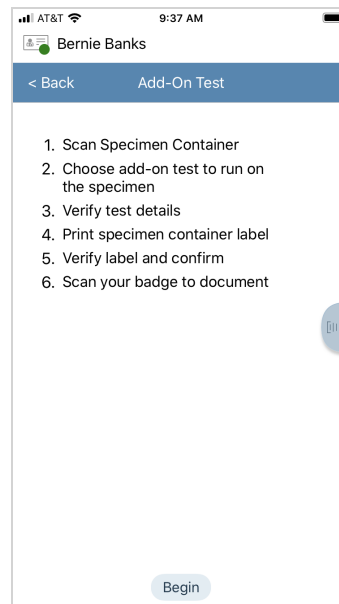 AT&T 9:37 AM
Bernie Banks
< Back Add-On Test
1. Scan Specimen Container
2. Choose add-on test to run on
the specimen
3. Verify test details
4. Print specimen container label
5. Verify label and confirm
6. Scan your badge to document
Begin